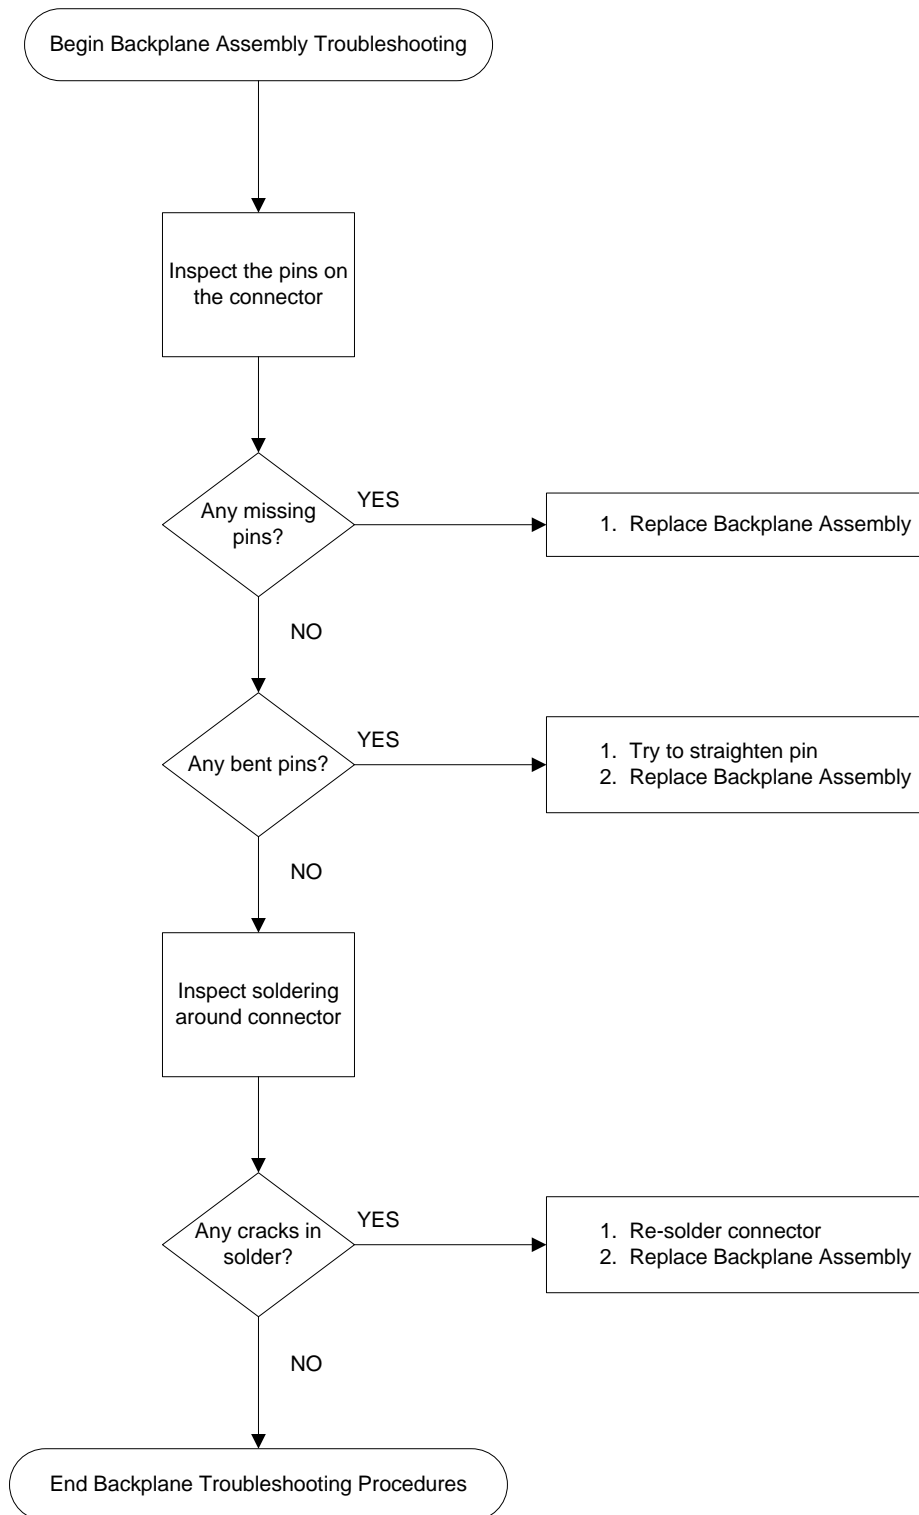 Begin Backplane Assembly Troubleshooting
Inspect the pins on
the connector
Any missing
pins?
YES
1. Replace Backplane Assembly
NO
Any bent pins?
YES
1. Try to straighten pin
2. Replace Backplane Assembly
NO
Inspect soldering
around connector
Any cracks in
solder?
YES
1. Re-solder connector
2. Replace Backplane Assembly
NO
End Backplane Troubleshooting Procedures